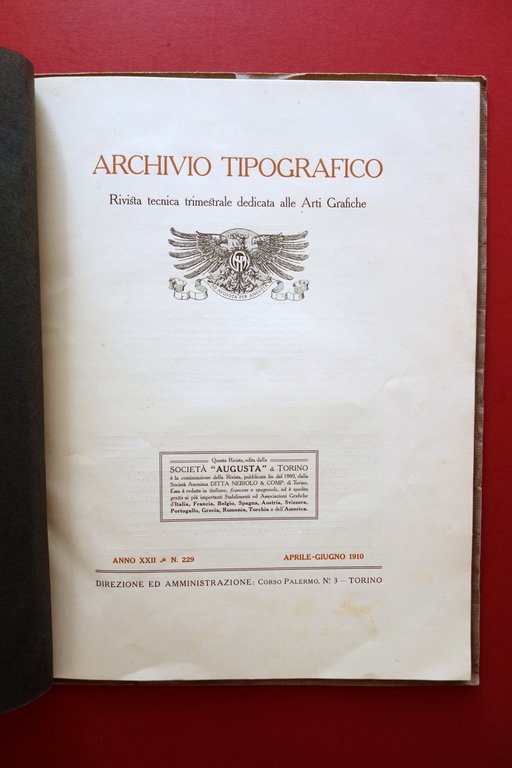 ARCHIVIO TIPOGRAFICO
Rivista tecnica trimestrale dedicata alle Arti Grafiche
Questa Rivista, edita dalla
SOCIETÀ "AUGUSTA" di TORINO
è la continuazione della Rivista, pubblicata fin dal 1889, dalla
Società Anonima DITTA NEBIOLO & COMP. di Torino.
Essa è redatta in italiano, francese e spagnuolo, ed è spedita
gratis ai più importanti Stabilimenti ed Associazioni Grafiche
d'Italia, Francia, Belgio, Spagna, Austria, Svizzera,
Portogallo, Grecia, Rumenia, Turchia e dell'America.
ANNO XXII N. 229 APRILE-GIUGNO 1910
DIREZIONE ED AMMINISTRAZIONE: CORSO PALERMO, N° 3 – TORINO